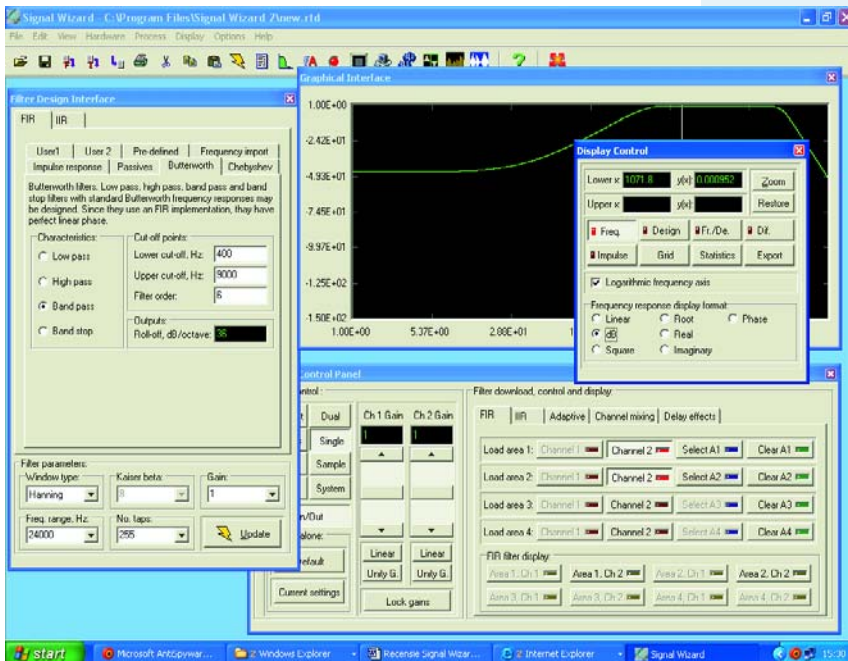 Signal Wizard - C:\Program Files\Signal Wizard 2\new.rtd
File Edit View Hardware Process Display Options Help
Graphical Interface
1.00E+00
-2.42E+01
-4.93E+01
-7.45E+01
-9.97E+01
-1.25E+02
-1.50E+02
1.00E+00 5.37E+00 2.88E+01 1
Filter Design Interface
FIR IIR
User1 User 2 Pre-defined Frequency import
Impulse response Passives Butterworth Chebyshev
Butterworth filters. Low pass, high pass, band pass and band
stop filters with standard Butterworth frequency responses may
be designed. Since they use an FIR implementation, thay have
perfect linear phase.
Characteristics:
Low pass
High pass
Band pass
Band stop
Cut-off points:
Lower cut-off, Hz: 400
Upper cut-off, Hz: 9000
Filter order: 6
Outputs:
Roll-off, dB/octave: 36
Filter parameters:
Window type: Kaiser beta: Gain:
Hanning 8 1
Freq. range, Hz: No. taps:
24000 255 Update
Display Control
Lower x: 1071.8 y(x): 0.000952 Zoom
Upper x: y(x): Restore
Freq. Design Fr./De. Dif.
Impulse Grid Statistics Export
Logarithmic frequency axis
Frequency response display format:
Linear Root Phase
dB Real
Square Imaginary
Control Panel
Dual
Single
Sample
System
Ch 1 Gain Ch 2 Gain
1 1
Linear Linear
Unity G. Unity G.
Current settings
Lock gains
Filter download, control and display:
FIR IIR Adaptive Channel mixing Delay effects
Load area 1: Channel 1 Channel 2 Select A1 Clear A1
Load area 2: Channel 1 Channel 2 Select A2 Clear A2
Load area 3: Channel 1 Channel 2 Select A3 Clear A3
Load area 4: Channel 1 Channel 2 Select A4 Clear A4
FIR filter display:
Area 1, Ch 1 Area 1, Ch 2 Area 2, Ch 1 Area 2, Ch 2
Area 3, Ch 1 Area 3, Ch 2 Area 4, Ch 1 Area 4, Ch 2
start Microsoft AntiSpywar... 2 Windows Explorer Recensie Signal Wizar... 2 Internet Explorer Signal Wizard 15:30